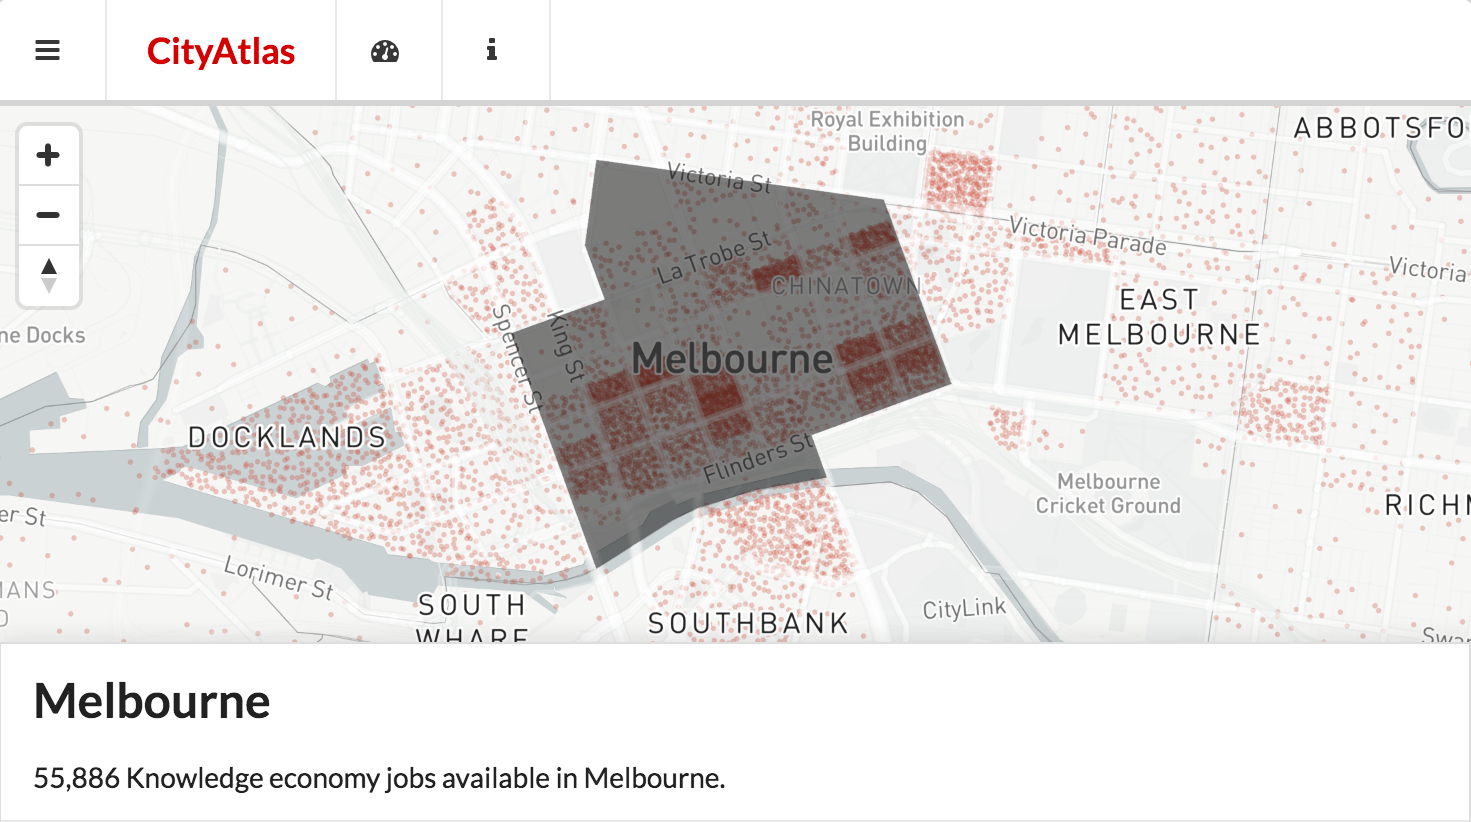 CityAtlas
Royal Exhibition
Building
ABBOTSFO
Victoria St
Victoria Parade
Victoria
La Trobe St
CHINATOWN
EAST
MELBOURNE
ne Docks
Spencer St
King St
Melbourne
DOCKLANDS
Flinders St
Melbourne
Cricket Ground
RICHM
er St
Lorimer St
MANS
D
SOUTH
WHARF
SOUTHBANK
CityLink
Swan
Melbourne
55,886 Knowledge economy jobs available in Melbourne.